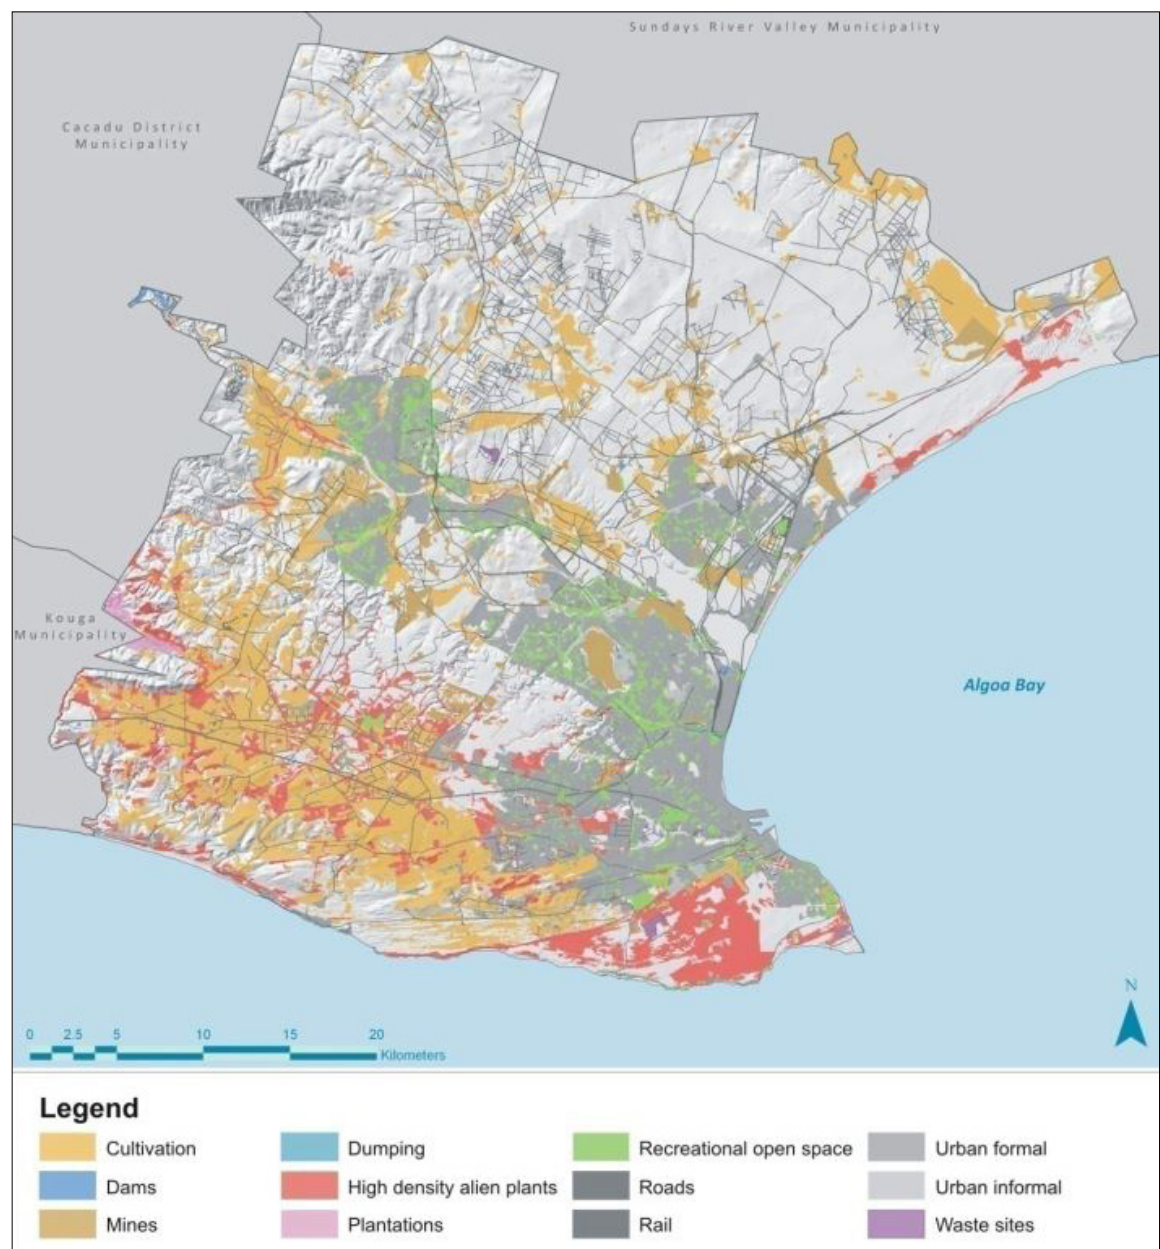 Sundays River Valley Municipality
Cacadu District
Municipality
Kouga
Municipality
Algoa Bay
N
0 2.5 5 10 15 20
Kilometers
Legend
Cultivation
Dams
Mines
Dumping
High density alien plants
Plantations
Recreational open space
Roads
Rail
Urban formal
Urban informal
Waste sites